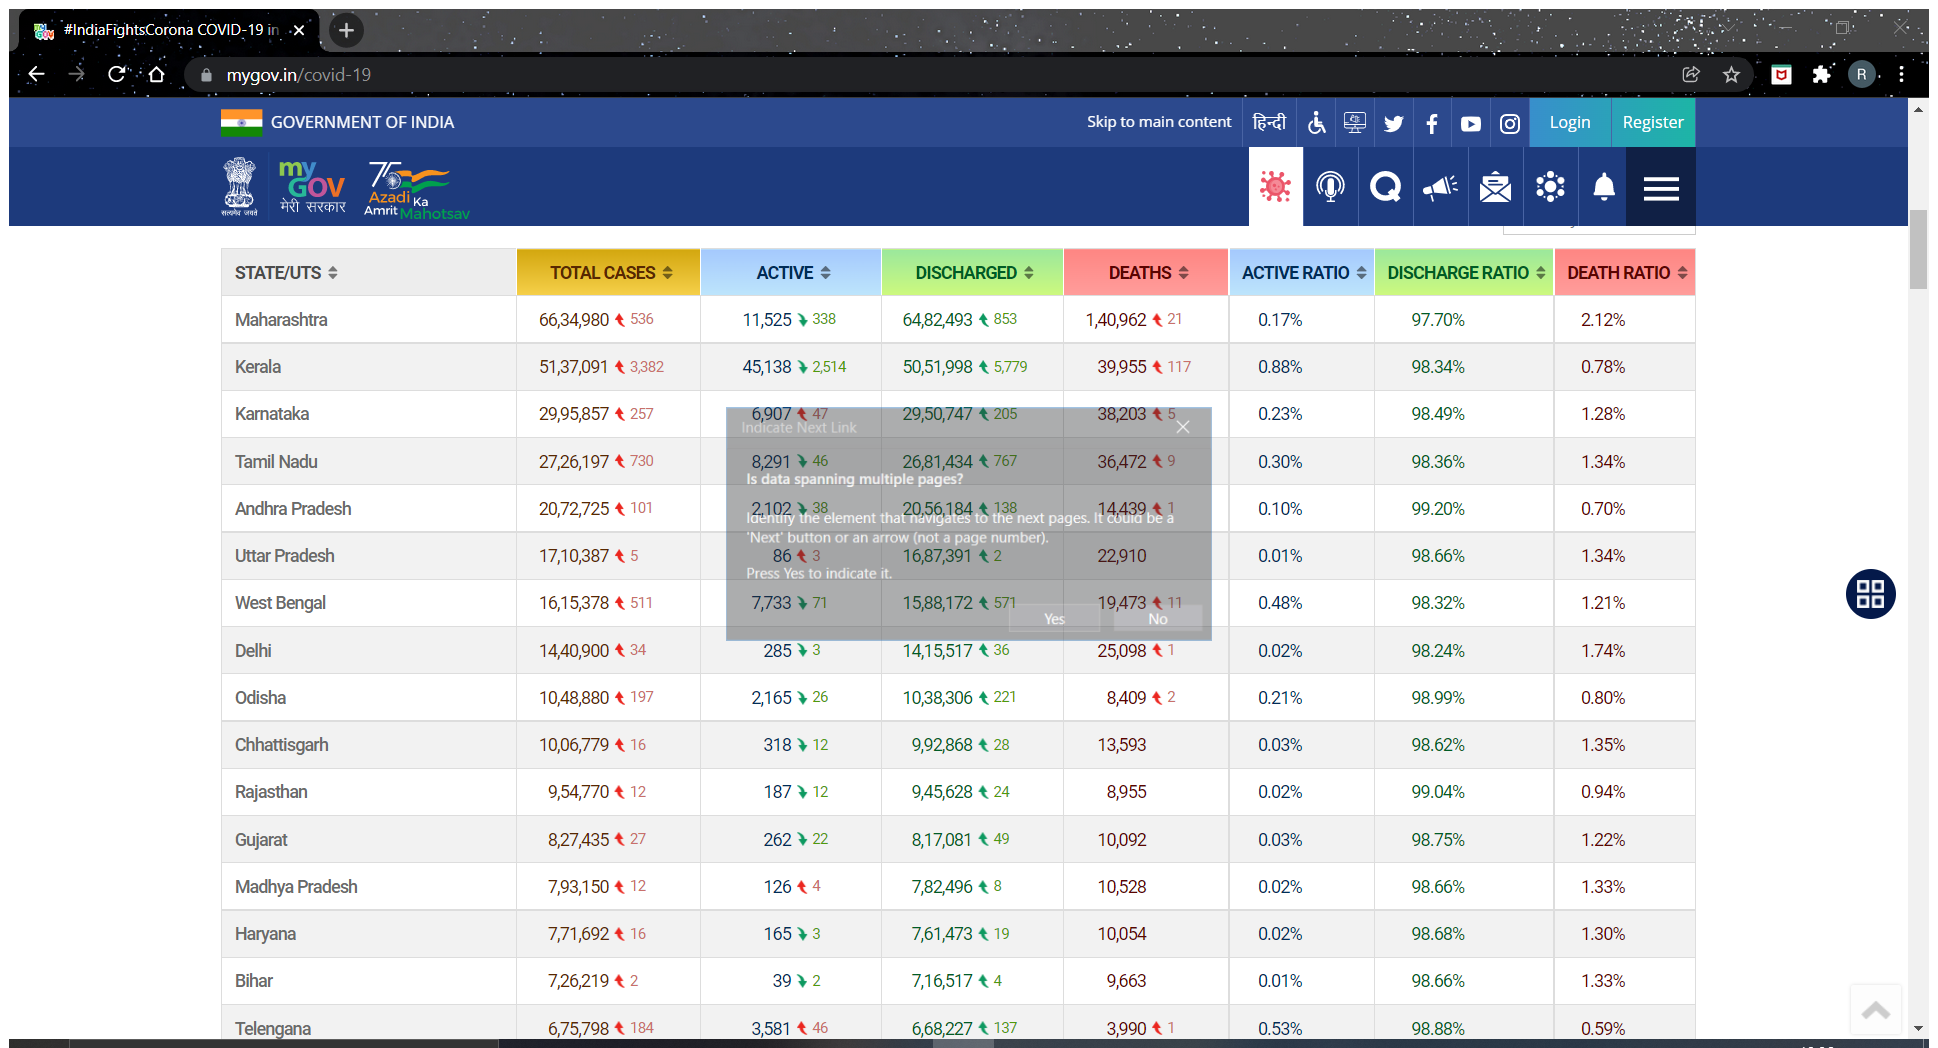 #IndiaFightsCorona COVID-19 in
mygov.in/covid-19
R
GOVERNMENT OF INDIA
Skip to main content
हिन्दी
Login
Register
सत्यमेव जयते
my
GOV
मेरी सरकार
75
Azadi Ka
Amrit Mahotsav
STATE/UTS TOTAL CASES ACTIVE DISCHARGED DEATHS ACTIVE RATIO DISCHARGE RATIO DEATH RATIO
Maharashtra 66,34,980 536 11,525 338 64,82,493 853 1,40,962 21 0.17% 97.70% 2.12%
Kerala 51,37,091 3,382 45,138 2,514 50,51,998 5,779 39,955 117 0.88% 98.34% 0.78%
Karnataka 29,95,857 257 6,907 47 29,50,747 205 38,203 5 0.23% 98.49% 1.28%
Indicate Next Link
Tamil Nadu 27,26,197 730 8,291 46 26,81,434 767 36,472 9 0.30% 98.36% 1.34%
Is data spanning multiple pages?
Andhra Pradesh 20,72,725 101 2,102 38 20,56,184 138 14,439 1 0.10% 99.20% 0.70%
Identify the element that navigates to the next pages. It could be a
'Next' button or an arrow (not a page number).
Uttar Pradesh 17,10,387 5 86 3 16,87,391 2 22,910 0.01% 98.66% 1.34%
Press Yes to indicate it.
West Bengal 16,15,378 511 7,733 71 15,88,172 571 19,473 11 0.48% 98.32% 1.21%
Yes No
Delhi 14,40,900 34 285 3 14,15,517 36 25,098 1 0.02% 98.24% 1.74%
Odisha 10,48,880 197 2,165 26 10,38,306 221 8,409 2 0.21% 98.99% 0.80%
Chhattisgarh 10,06,779 16 318 12 9,92,868 28 13,593 0.03% 98.62% 1.35%
Rajasthan 9,54,770 12 187 12 9,45,628 24 8,955 0.02% 99.04% 0.94%
Gujarat 8,27,435 27 262 22 8,17,081 49 10,092 0.03% 98.75% 1.22%
Madhya Pradesh 7,93,150 12 126 4 7,82,496 8 10,528 0.02% 98.66% 1.33%
Haryana 7,71,692 16 165 3 7,61,473 19 10,054 0.02% 98.68% 1.30%
Bihar 7,26,219 2 39 2 7,16,517 4 9,663 0.01% 98.66% 1.33%
Telengana 6,75,798 184 3,581 46 6,68,227 137 3,990 1 0.53% 98.88% 0.59%